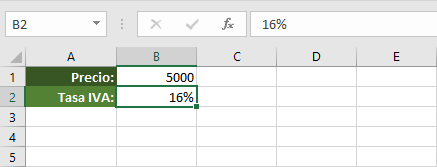 B2 fx 16%
A B C D E
1 Precio: 5000
2 Tasa IVA: 16%
3
4
5